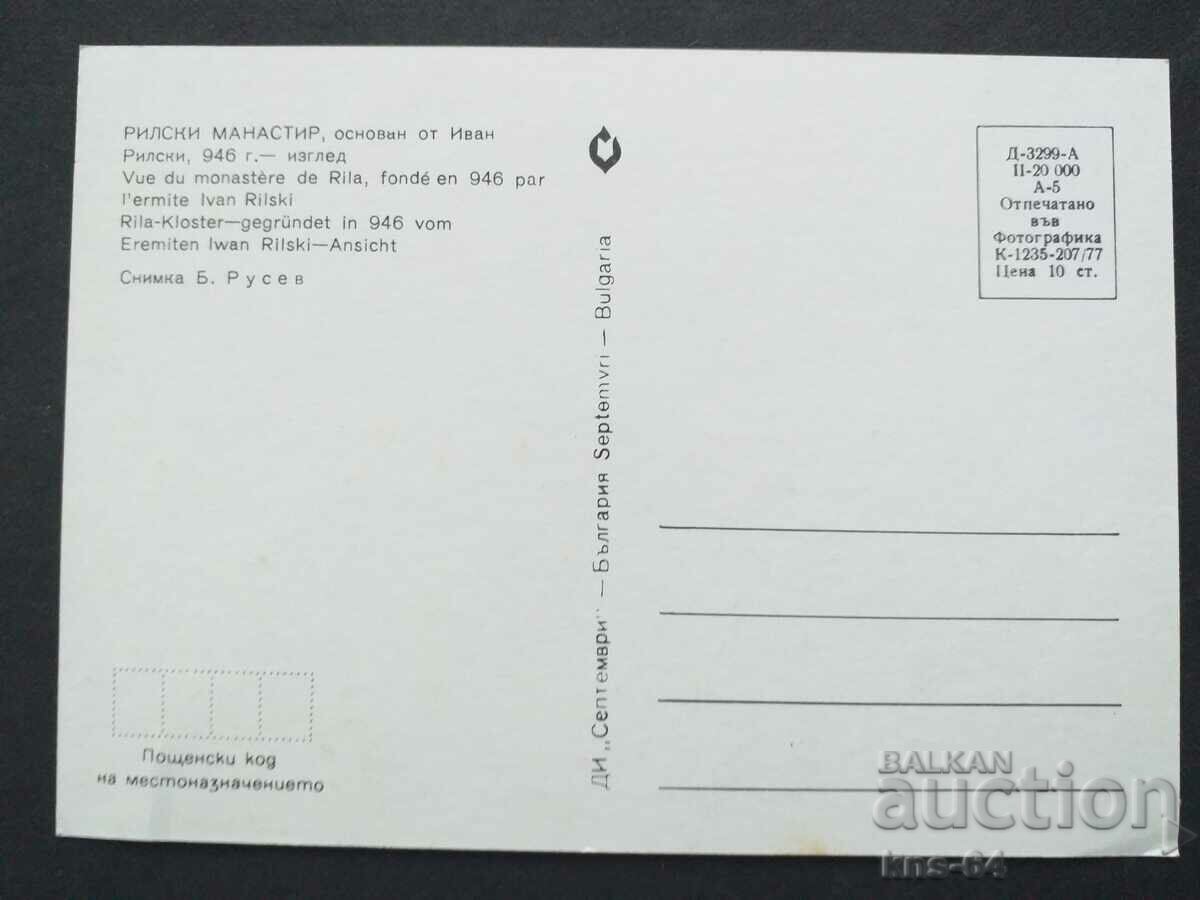 РИЛСКИ МАНАСТИР, основан от Иван
Рилски, 946 г.— изглед
Vue du monastère de Rila, fondé en 946 par
l'ermite Ivan Rilski
Rila-Kloster—gegründet in 946 vom
Eremiten Iwan Rilski—Ansicht
Снимка Б. Русев
ДИ „Септември" — България Septemvri — Bulgaria
Д-3299-А
II-20 000
А-5
Отпечатано
във
Фотографика
К-1235-207/77
Цена 10 ст.
Пощенски код
на местоназначението
BALKAN
auction
kns-64